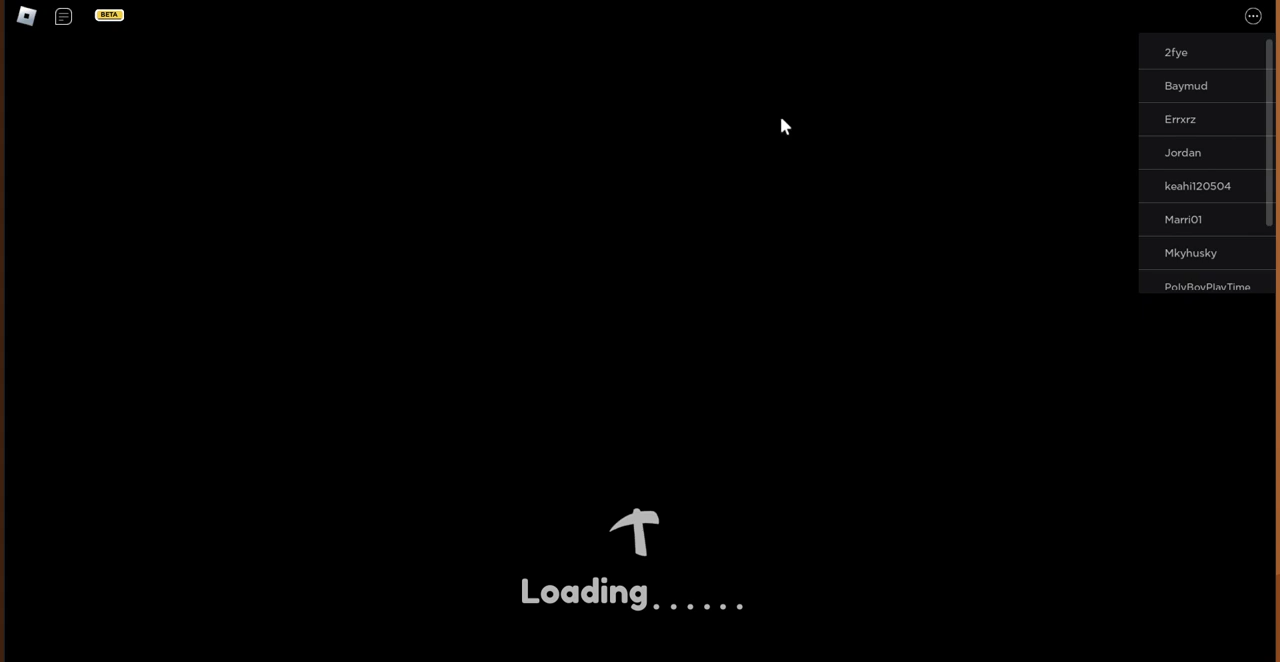 BETA
2fye
Baymud
Errxrz
Jordan
keahi120504
Marri01
Mkyhusky
PolyBoyPlayTime
Loading......